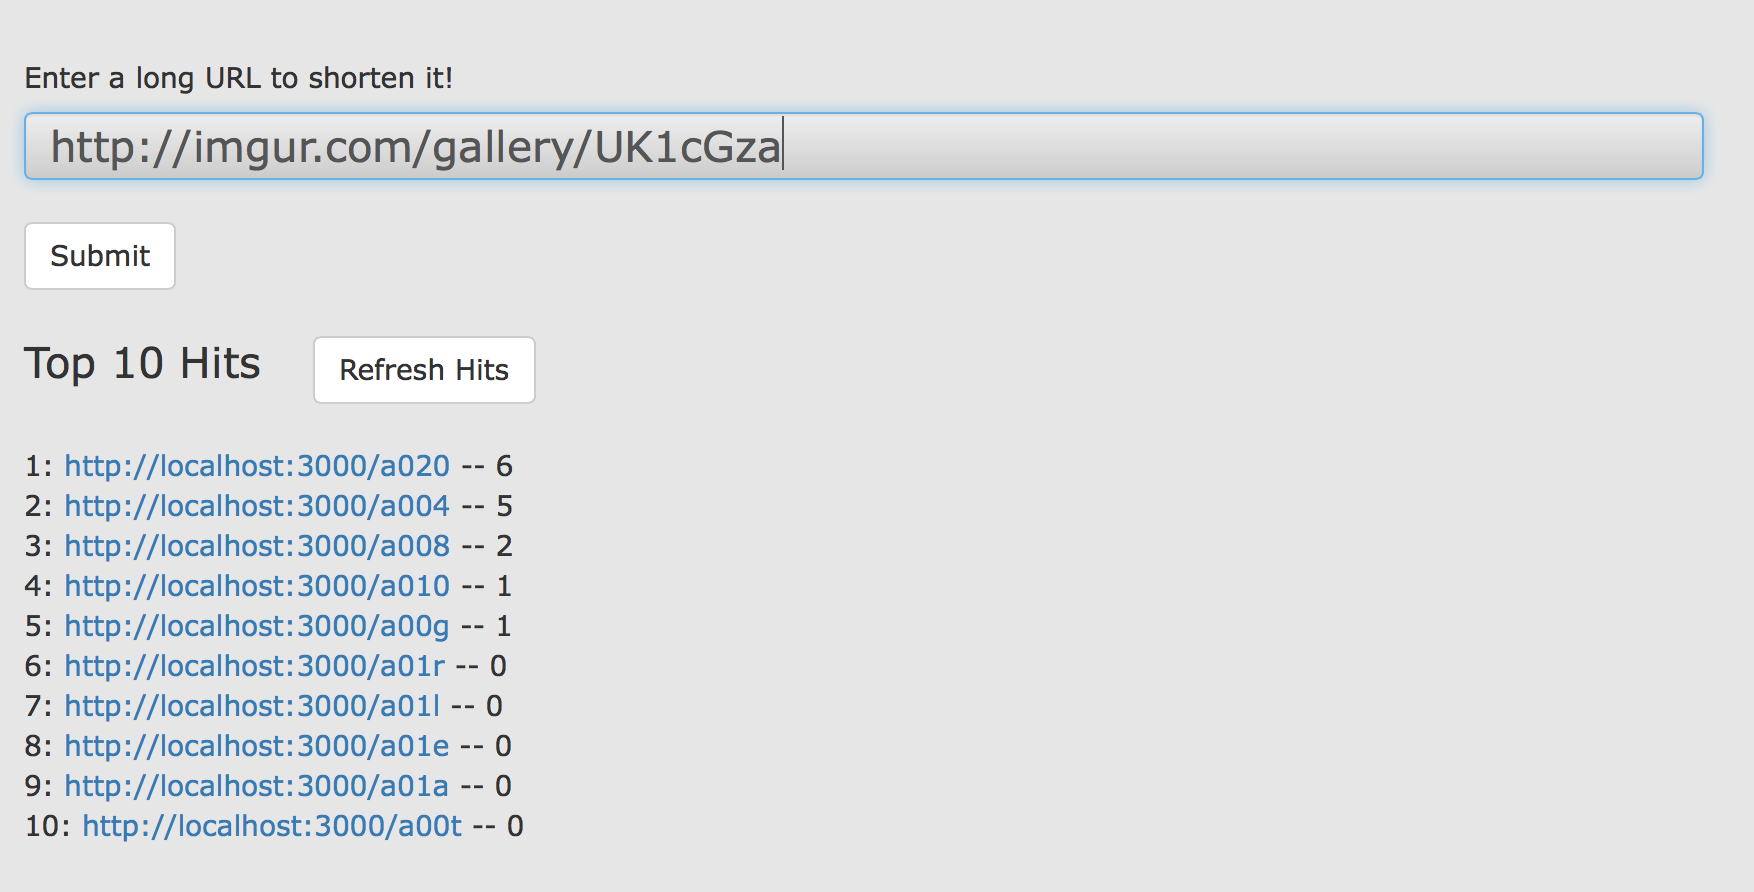 Enter a long URL to shorten it!
http://imgur.com/gallery/UK1cGza
Submit
Top 10 Hits Refresh Hits
1: http://localhost:3000/a020 -- 6
2: http://localhost:3000/a004 -- 5
3: http://localhost:3000/a008 -- 2
4: http://localhost:3000/a010 -- 1
5: http://localhost:3000/a00g -- 1
6: http://localhost:3000/a01r -- 0
7: http://localhost:3000/a01l -- 0
8: http://localhost:3000/a01e -- 0
9: http://localhost:3000/a01a -- 0
10: http://localhost:3000/a00t -- 0